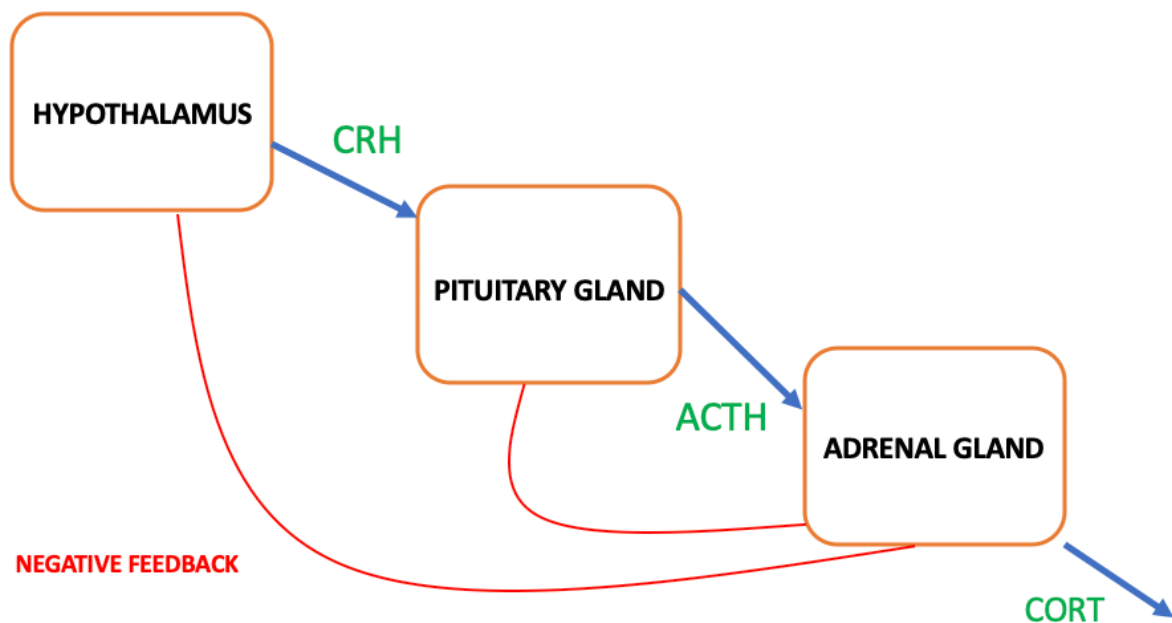 HYPOTHALAMUS
CRH
PITUITARY GLAND
ACTH
ADRENAL GLAND
NEGATIVE FEEDBACK
CORT